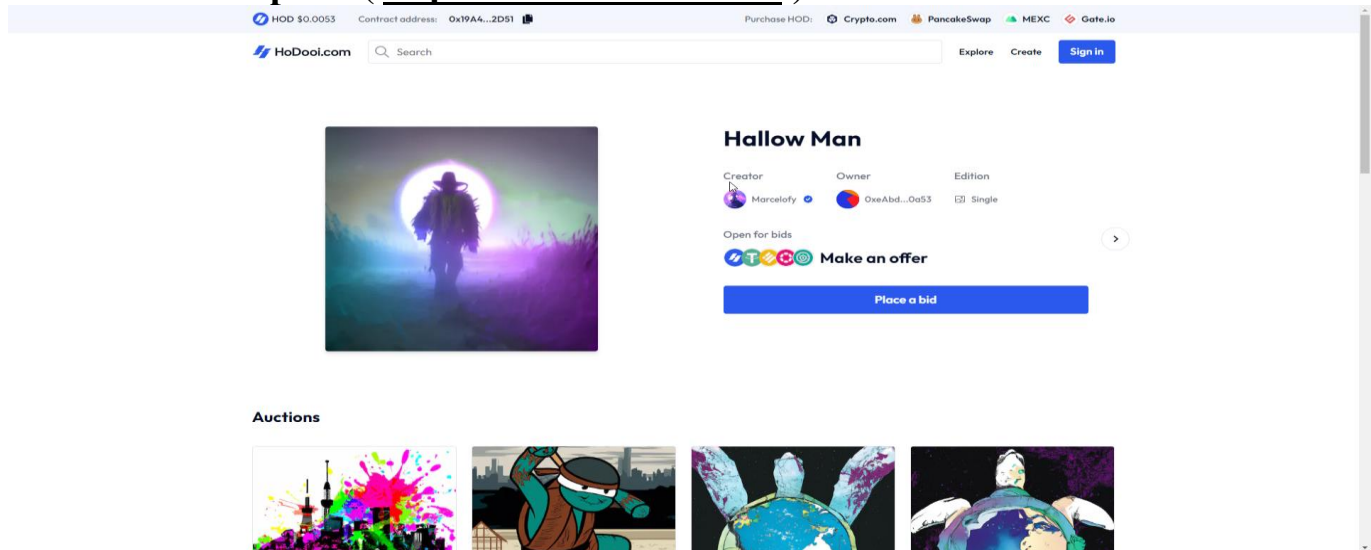 HOD $0.0053 Contract address: 0x19A4...2D51 Purchase HOD: Crypto.com PancakeSwap MEXC Gate.io
HoDooi.com Search Explore Create Sign in
Hallow Man
Creator Owner Edition
Marcelofy 0xeAbd...0a53 Single
Open for bids
Make an offer
Place a bid
Auctions